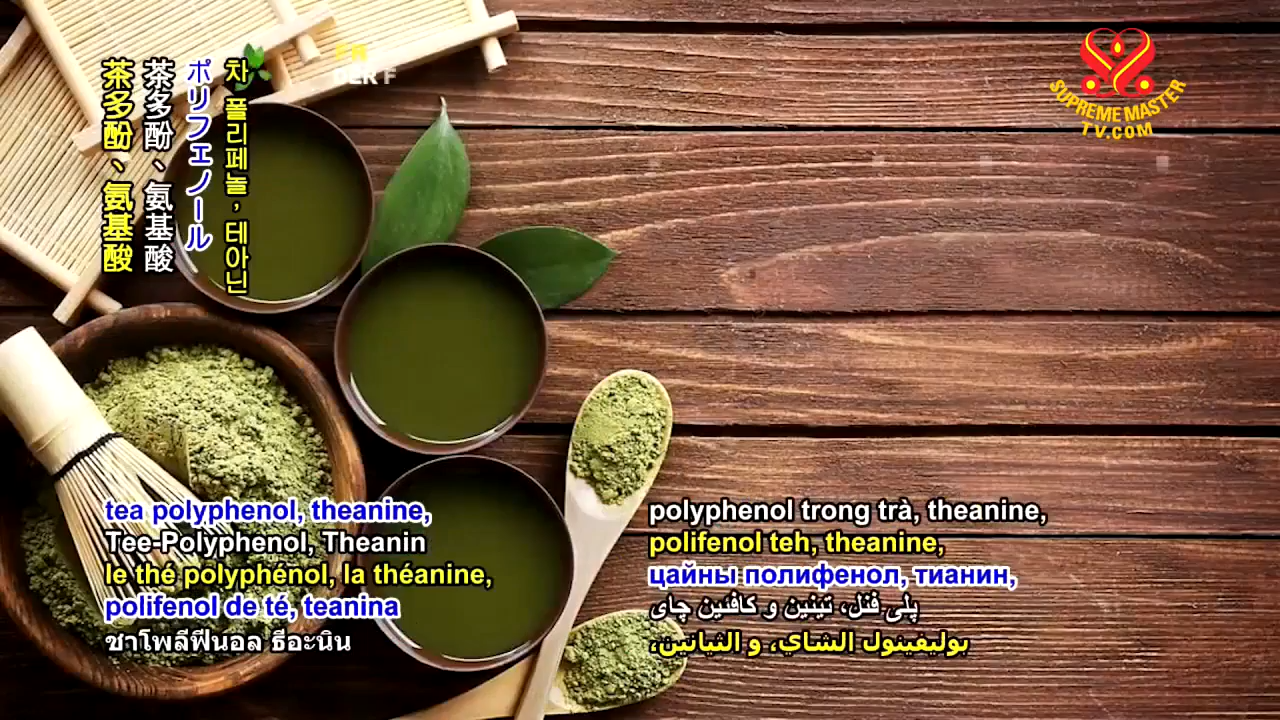 茶多酚、氨基酸
茶多酚、氨基酸
ポリフェノール
차 폴리페놀, 테아닌
SUPREME MASTER
TV.COM
tea polyphenol, theanine,
Tee-Polyphenol, Theanin
le thé polyphénol, la théanine,
polifenol de té, teanina
ชาโพลีฟีนอล ธีอะนิน
polyphenol trong trà, theanine,
polifenol teh, theanine,
цайны полифенол, тианин,
پلی فنل، تیَنین و کافئین چای
بوليفينول الشاي، و الثيانين،